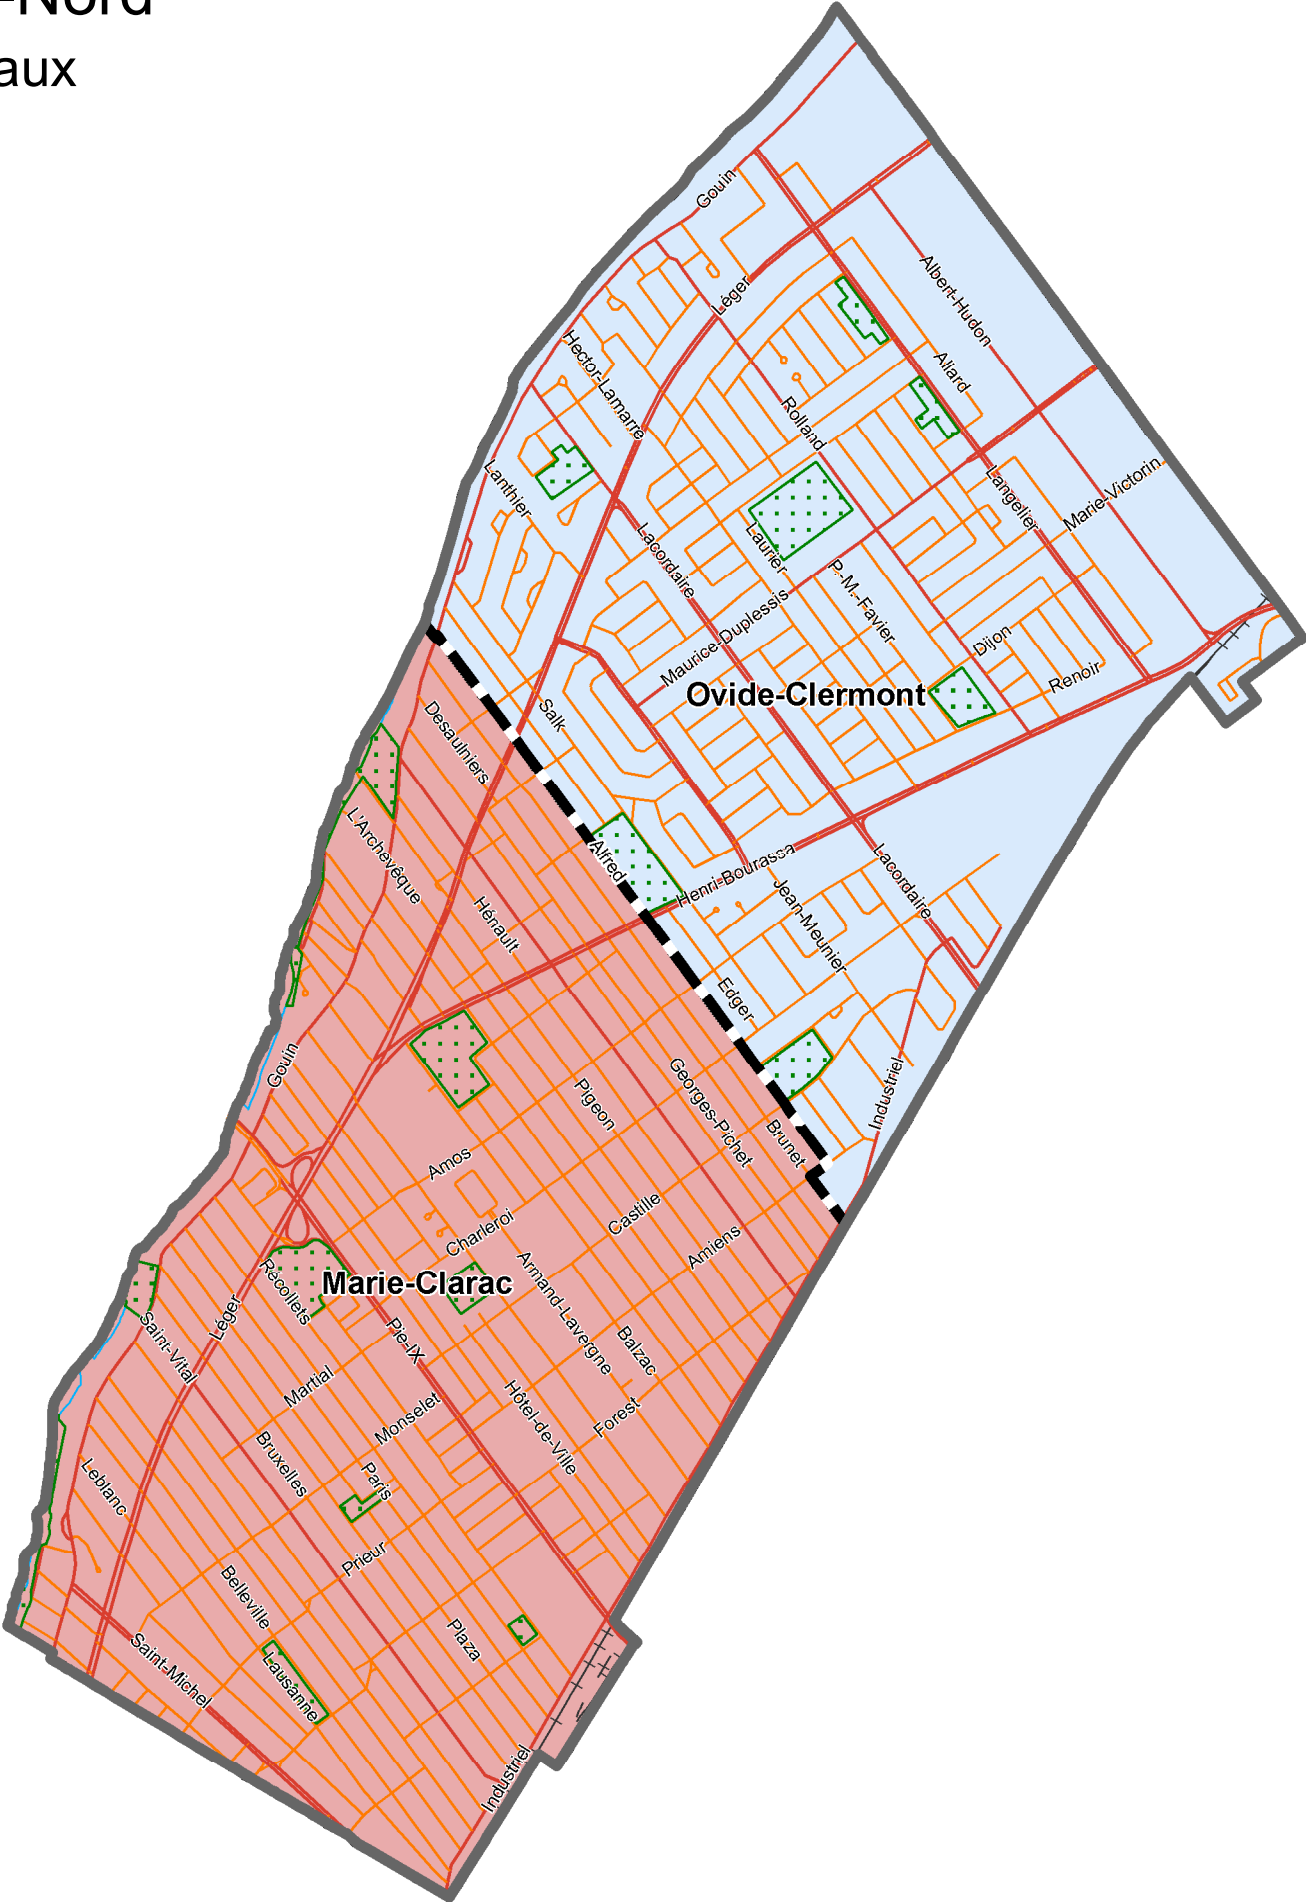 -Nord
aux
Gouin
Léger
Albert-Hudon
Allard
Hector-Lamarre
Rolland
Lanthier
Langelier
Marie-Victorin
Lacordaire
Laurier
P.-M.-Favier
Maurice-Duplessis
Dijon
Renoir
Ovide-Clermont
Salk
Desaulniers
L'Archevêque
Alfred
Henri-Bourassa
Lacordaire
Jean-Meunier
Hénault
Edger
Gouin
Pigeon
Georges-Pichet
Industriel
Brunet
Amos
Castille
Charleroi
Amiens
Récollets
Marie-Clarac
Armand-Lavergne
Léger
Saint-Vital
Pie-IX
Balzac
Martial
Monselet
Hôtel-de-Ville
Forest
Bruxelles
Paris
Leblanc
Prieur
Belleville
Plaza
Saint-Michel
Lausanne
Industriel